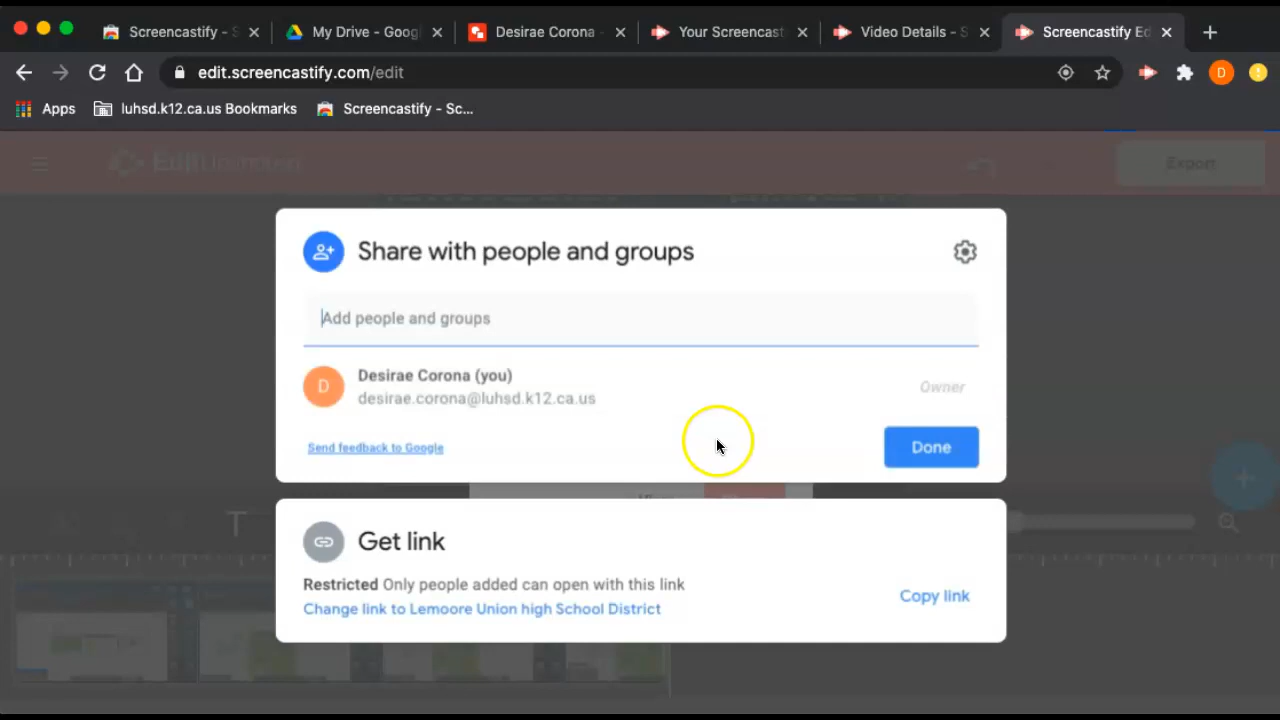 Screencastify - S
My Drive - Goog
Desirae Corona -
Your Screencast
Video Details - S
Screencastify Ed
edit.screencastify.com/edit
D
Apps
luhsd.k12.ca.us Bookmarks
Screencastify - Sc...
Edit
Export
Share with people and groups
Add people and groups
D
Desirae Corona (you)
desirae.corona@luhsd.k12.ca.us
Owner
Send feedback to Google
Done
T
Get link
Restricted Only people added can open with this link
Change link to Lemoore Union high School District
Copy link